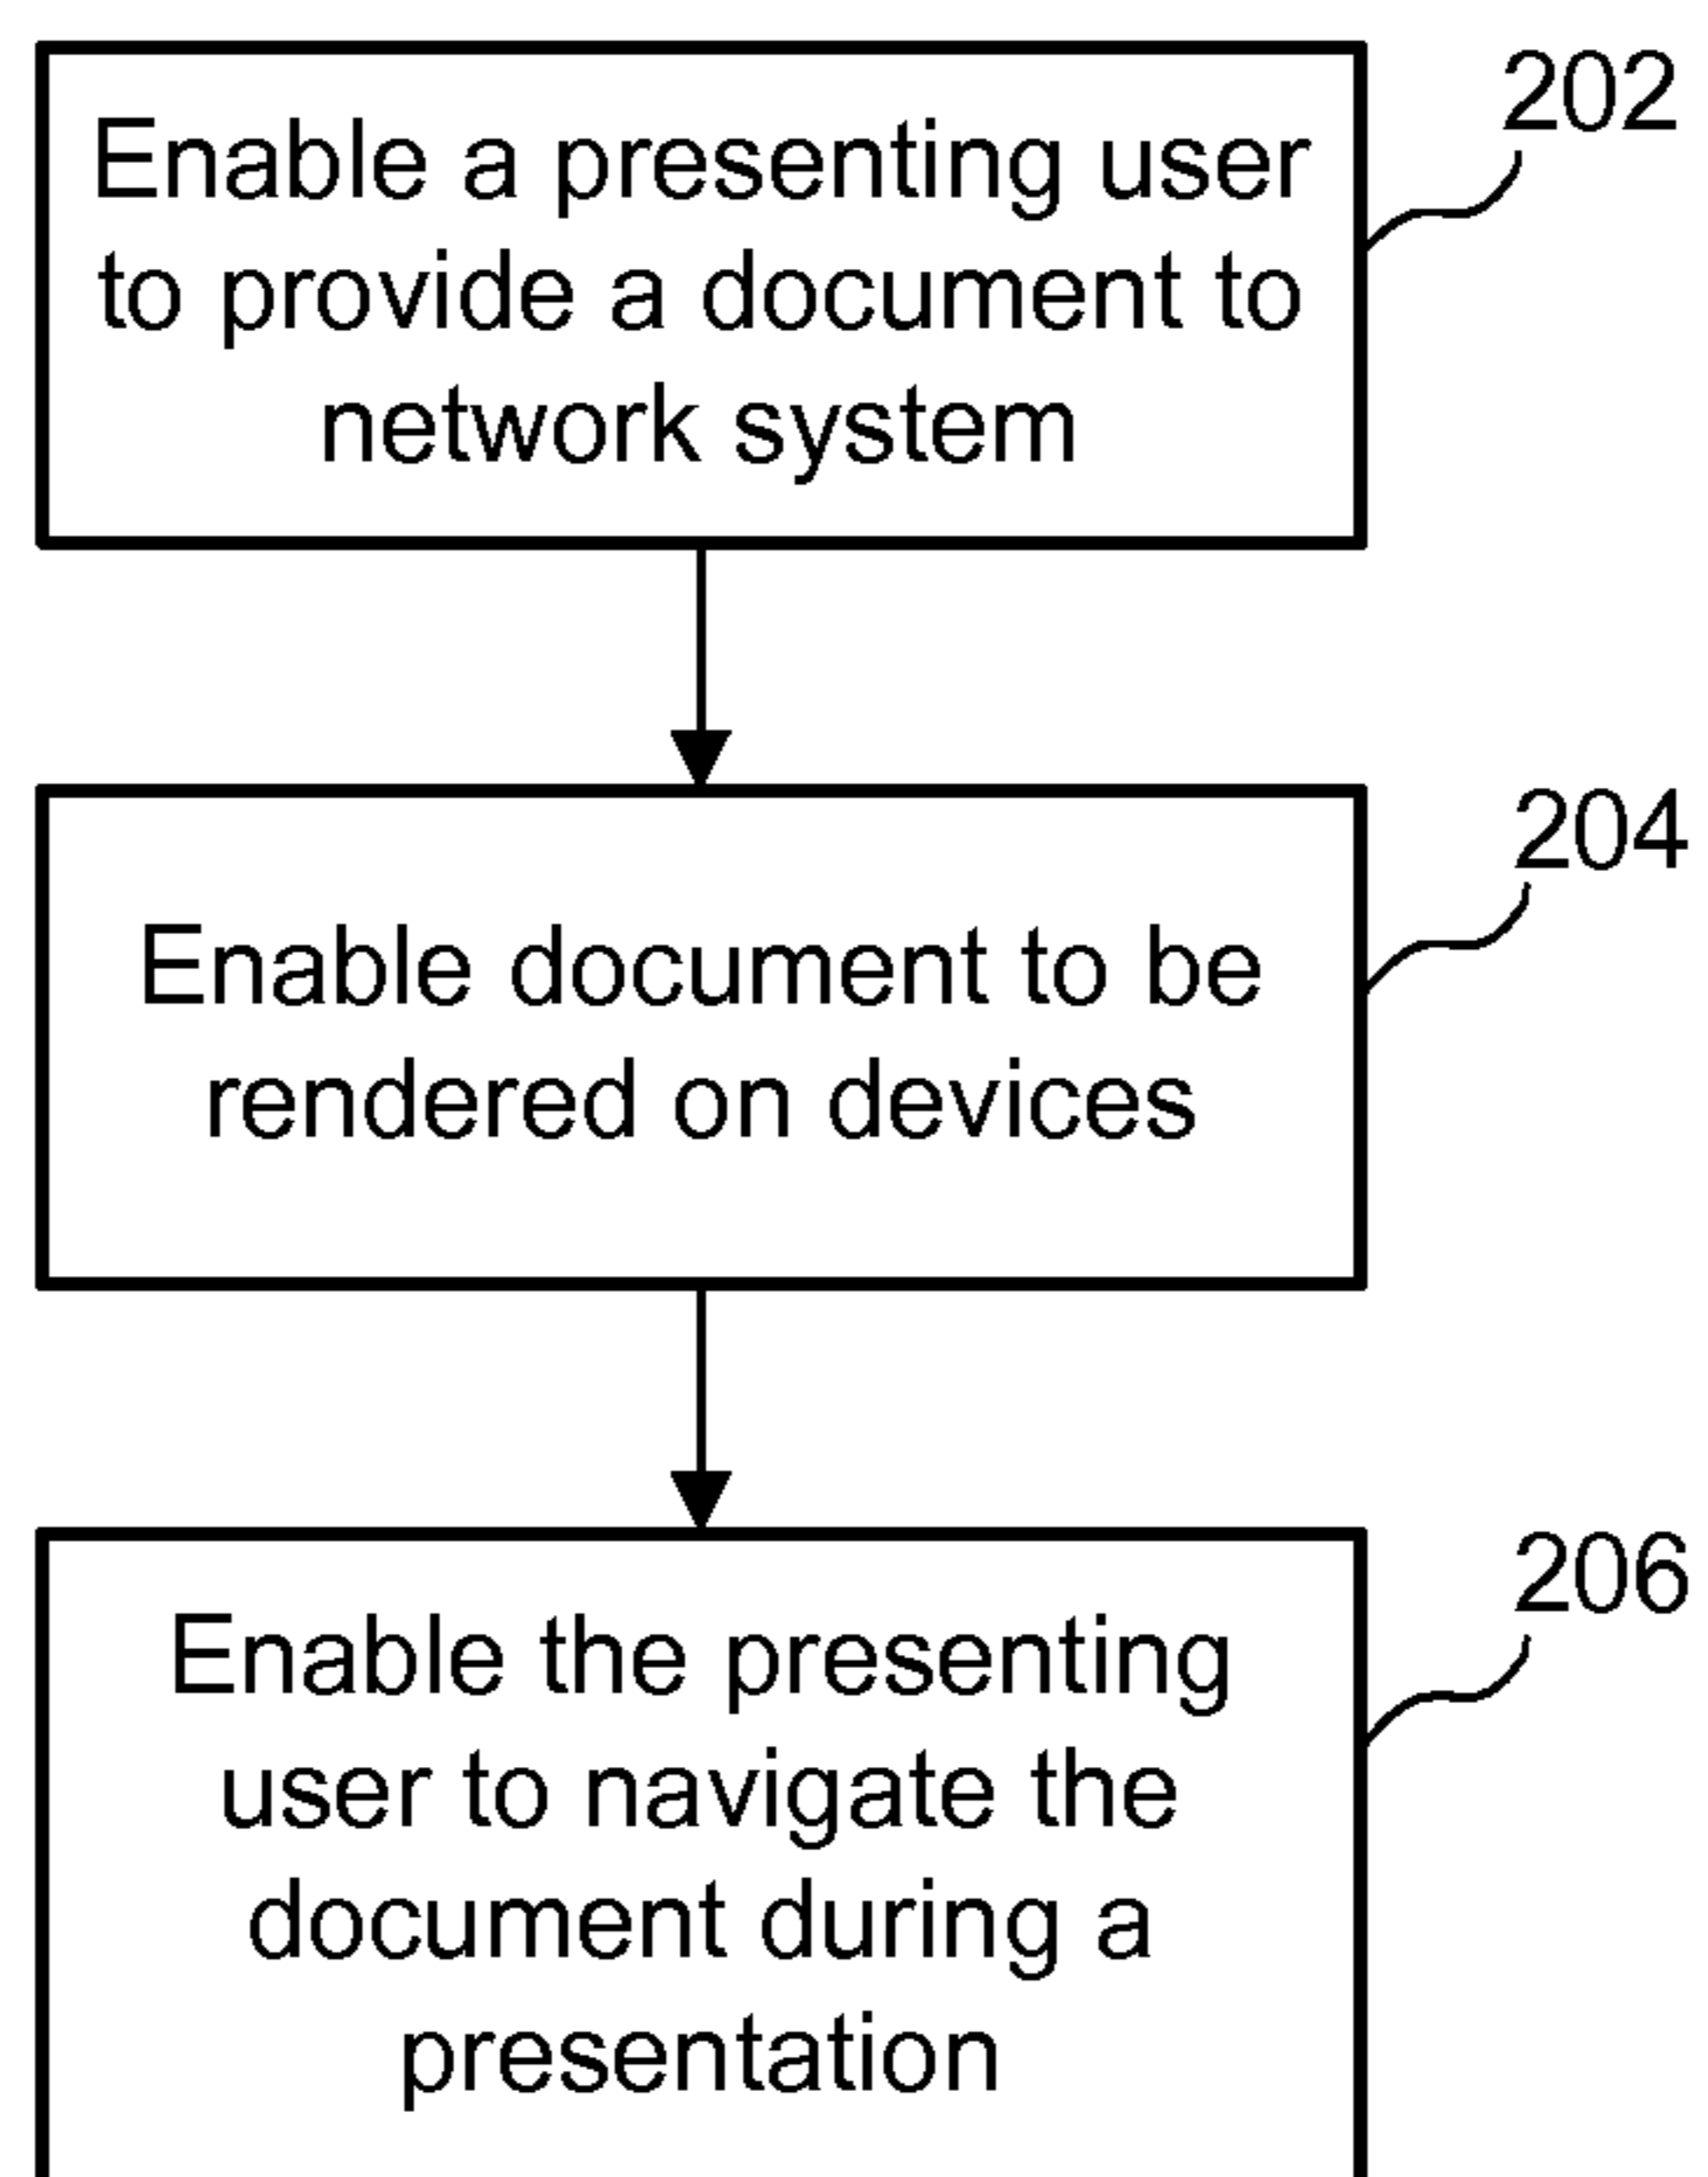 Enable a presenting user
to provide a document to
network system
202
Enable document to be
rendered on devices
204
Enable the presenting
user to navigate the
document during a
presentation
206